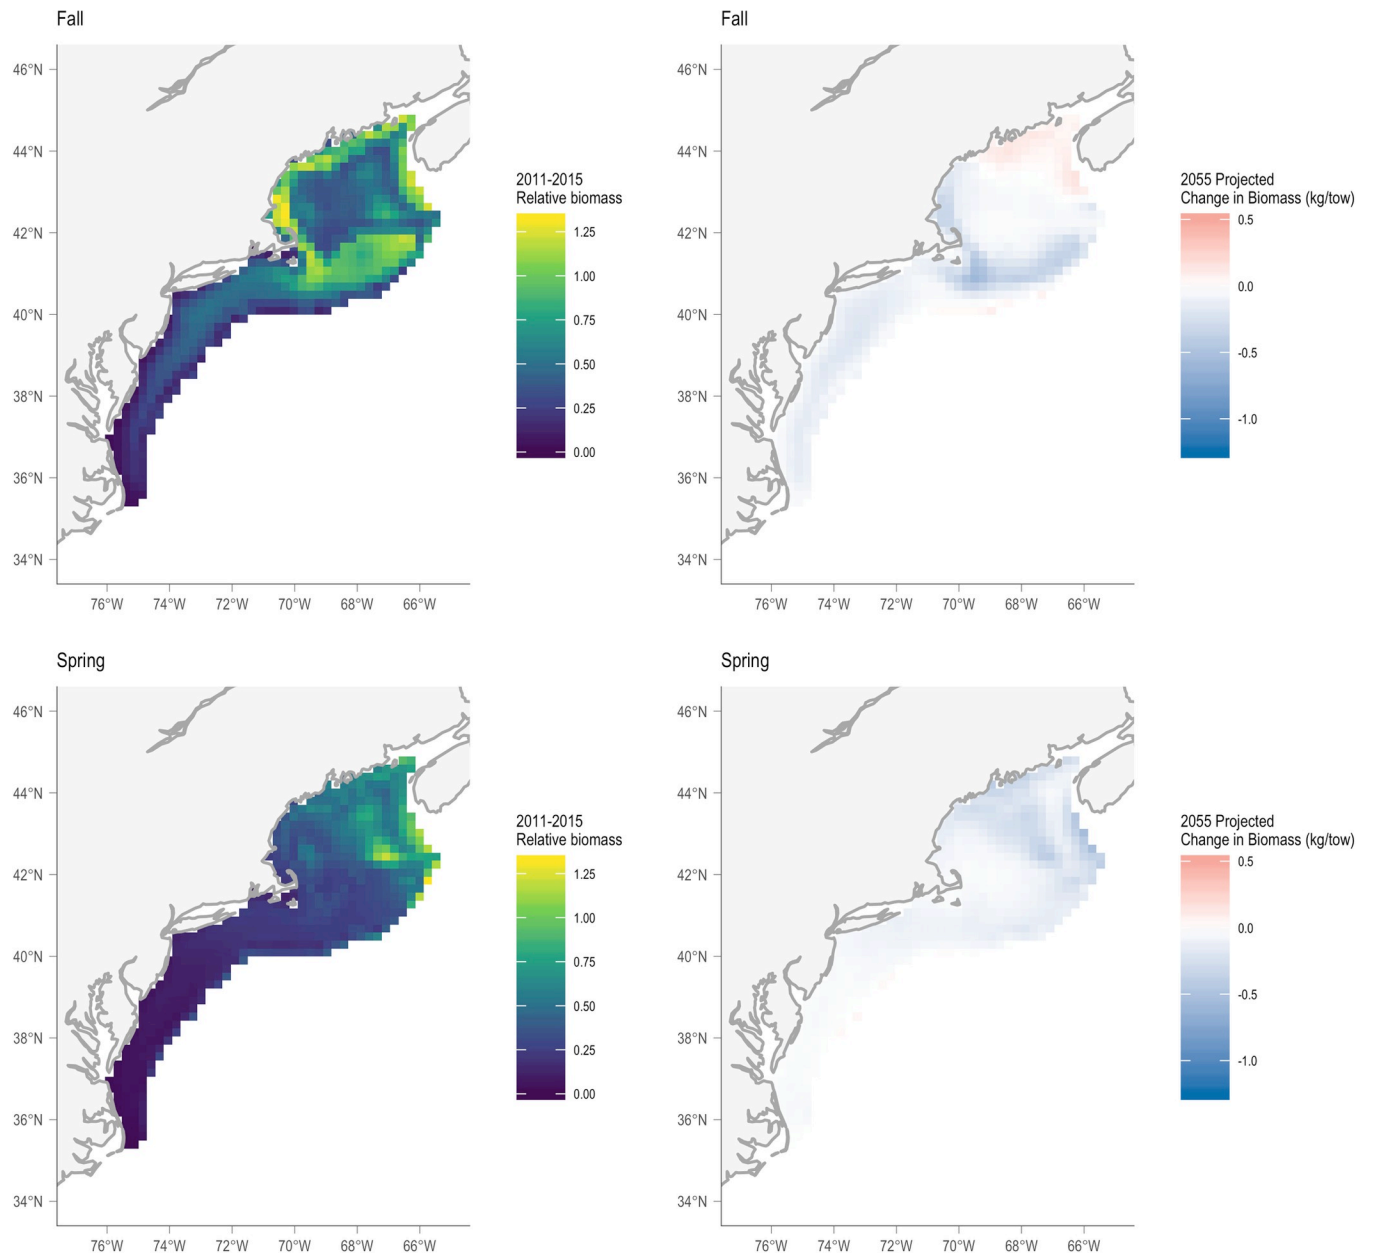 Fall
46°N
44°N
42°N
40°N
38°N
36°N
34°N
76°W 74°W 72°W 70°W 68°W 66°W
2011-2015
Relative biomass
1.25
1.00
0.75
0.50
0.25
0.00
Fall
46°N
44°N
42°N
40°N
38°N
36°N
34°N
76°W 74°W 72°W 70°W 68°W 66°W
2055 Projected
Change in Biomass (kg/tow)
0.5
0.0
-0.5
-1.0
Spring
46°N
44°N
42°N
40°N
38°N
36°N
34°N
76°W 74°W 72°W 70°W 68°W 66°W
2011-2015
Relative biomass
1.25
1.00
0.75
0.50
0.25
0.00
Spring
46°N
44°N
42°N
40°N
38°N
36°N
34°N
76°W 74°W 72°W 70°W 68°W 66°W
2055 Projected
Change in Biomass (kg/tow)
0.5
0.0
-0.5
-1.0